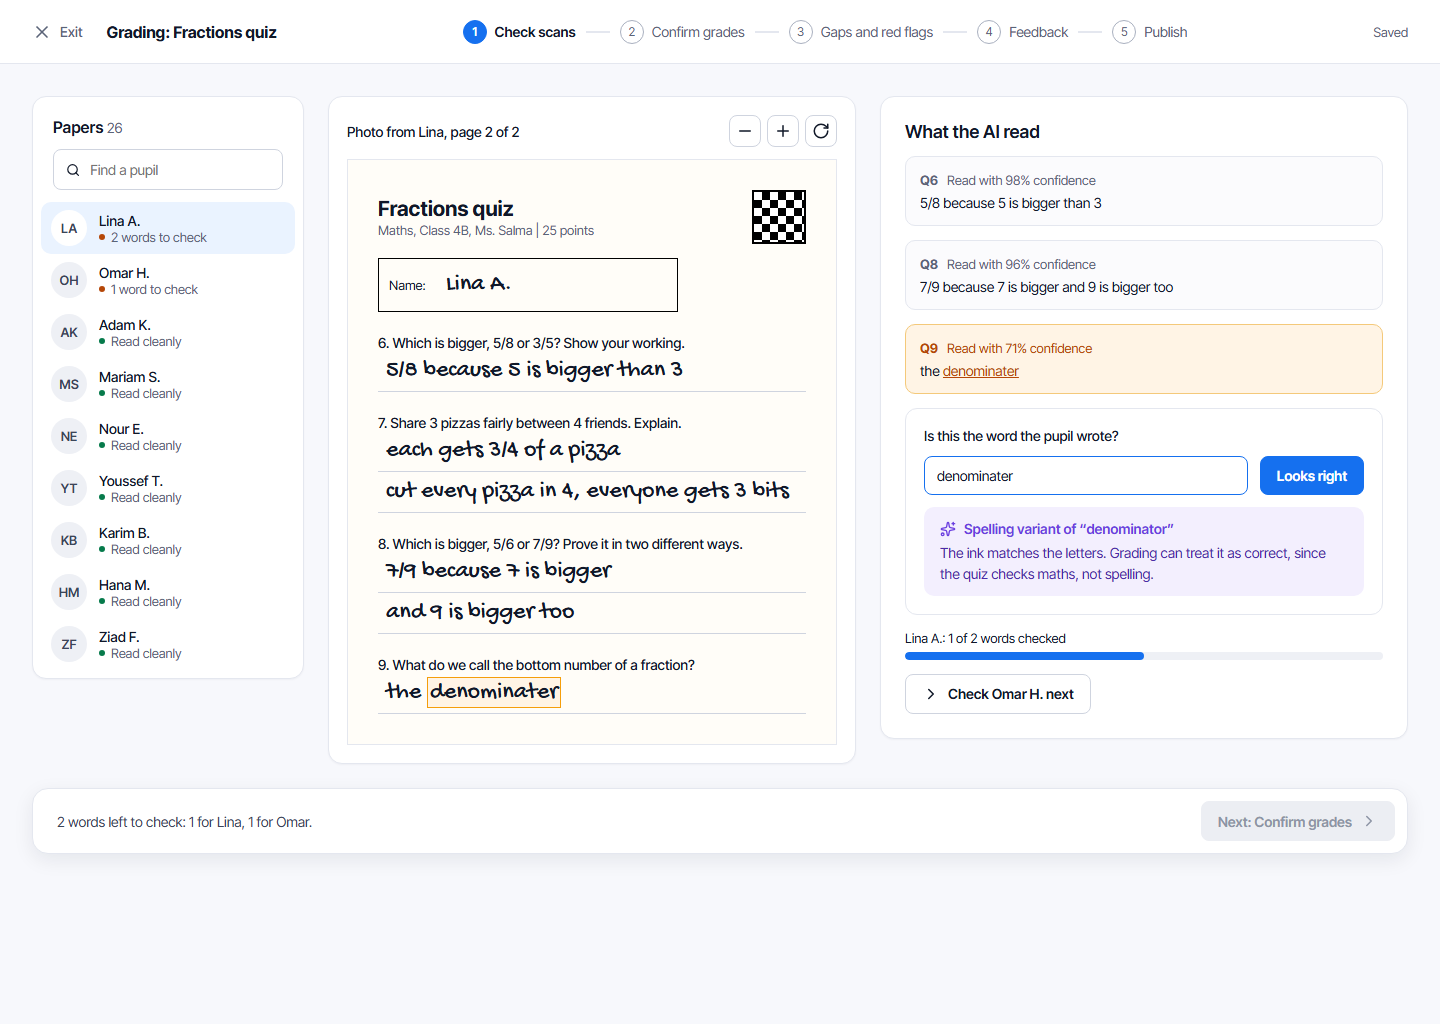 Exit
Grading: Fractions quiz
1 Check scans
2 Confirm grades
3 Gaps and red flags
4 Feedback
5 Publish
Saved
Papers 26
Find a pupil
LA Lina A.
2 words to check
OH Omar H.
1 word to check
AK Adam K.
Read cleanly
MS Mariam S.
Read cleanly
NE Nour E.
Read cleanly
YT Youssef T.
Read cleanly
KB Karim B.
Read cleanly
HM Hana M.
Read cleanly
ZF Ziad F.
Read cleanly
Photo from Lina, page 2 of 2
Fractions quiz
Maths, Class 4B, Ms. Salma | 25 points
Name: Lina A.
6. Which is bigger, 5/8 or 3/5? Show your working.
5/8 because 5 is bigger than 3
7. Share 3 pizzas fairly between 4 friends. Explain.
each gets 3/4 of a pizza
cut every pizza in 4, everyone gets 3 bits
8. Which is bigger, 5/6 or 7/9? Prove it in two different ways.
7/9 because 7 is bigger
and 9 is bigger too
9. What do we call the bottom number of a fraction?
the denominater
What the AI read
Q6 Read with 98% confidence
5/8 because 5 is bigger than 3
Q8 Read with 96% confidence
7/9 because 7 is bigger and 9 is bigger too
Q9 Read with 71% confidence
the denominater
Is this the word the pupil wrote?
denominater
Looks right
Spelling variant of “denominator”
The ink matches the letters. Grading can treat it as correct, since
the quiz checks maths, not spelling.
Lina A.: 1 of 2 words checked
Check Omar H. next
2 words left to check: 1 for Lina, 1 for Omar.
Next: Confirm grades